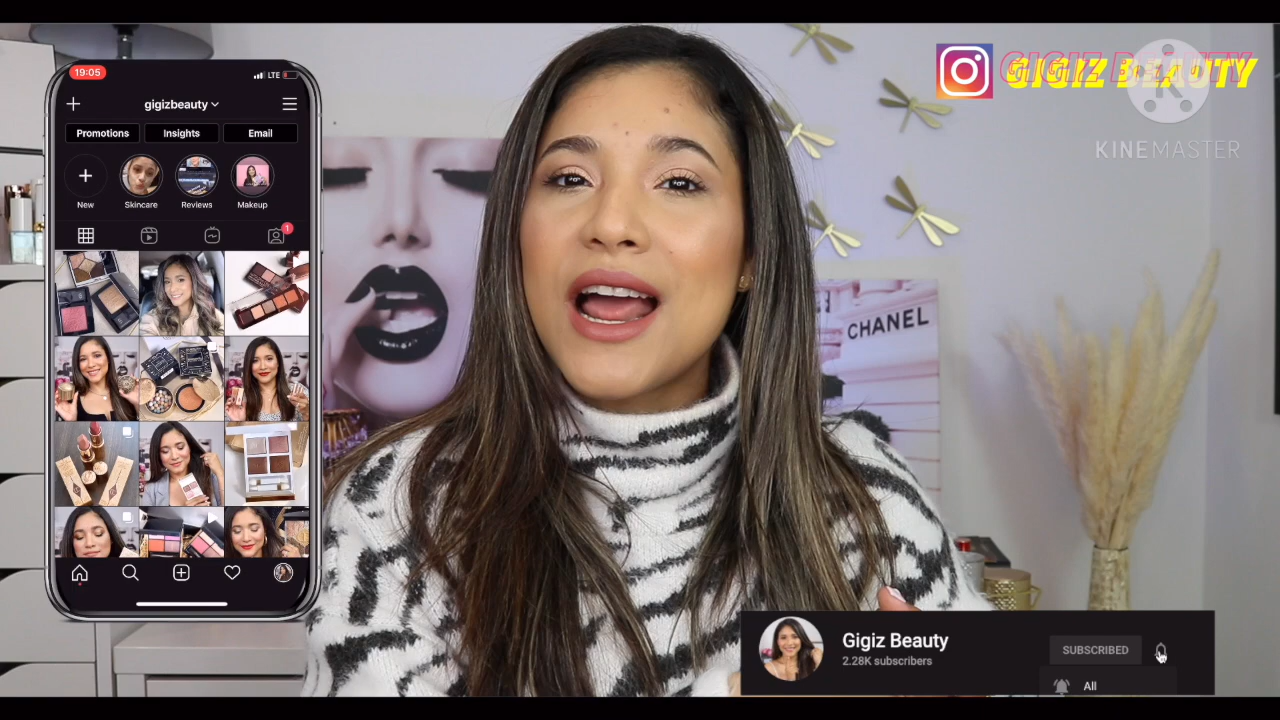 19:05
LTE
gigizbeauty
Promotions
Insights
Email
New
Skincare
Reviews
Makeup
1
GIGIZ BEAUTY
KINEMASTER
CHANEL
Gigiz Beauty
2.28K subscribers
SUBSCRIBED
All